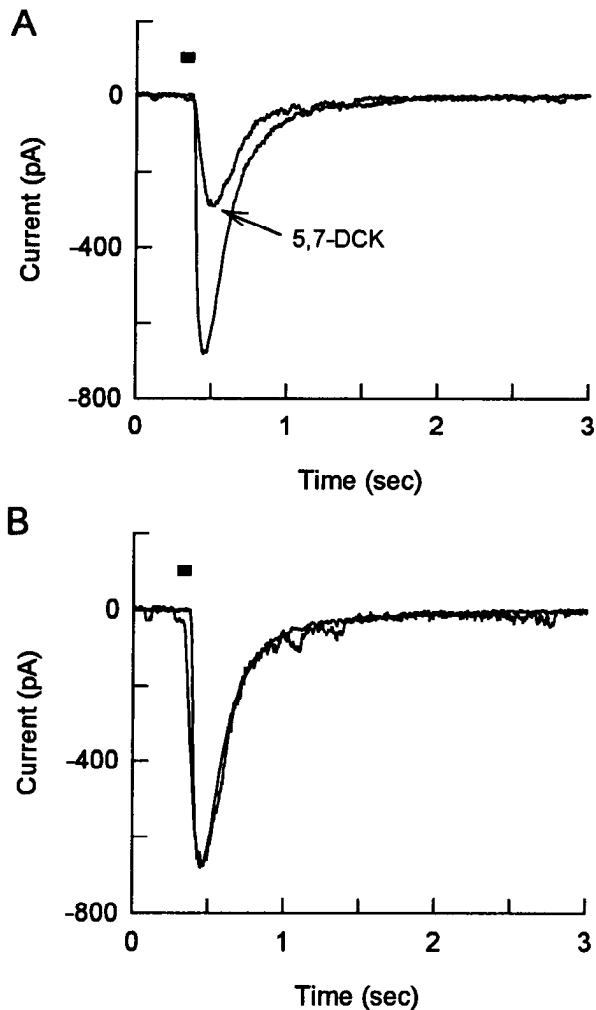 A
0
-400
-800
Current (pA)
5,7-DCK
0 1 2 3
Time (sec)
B
0
-400
-800
Current (pA)
0 1 2 3
Time (sec)